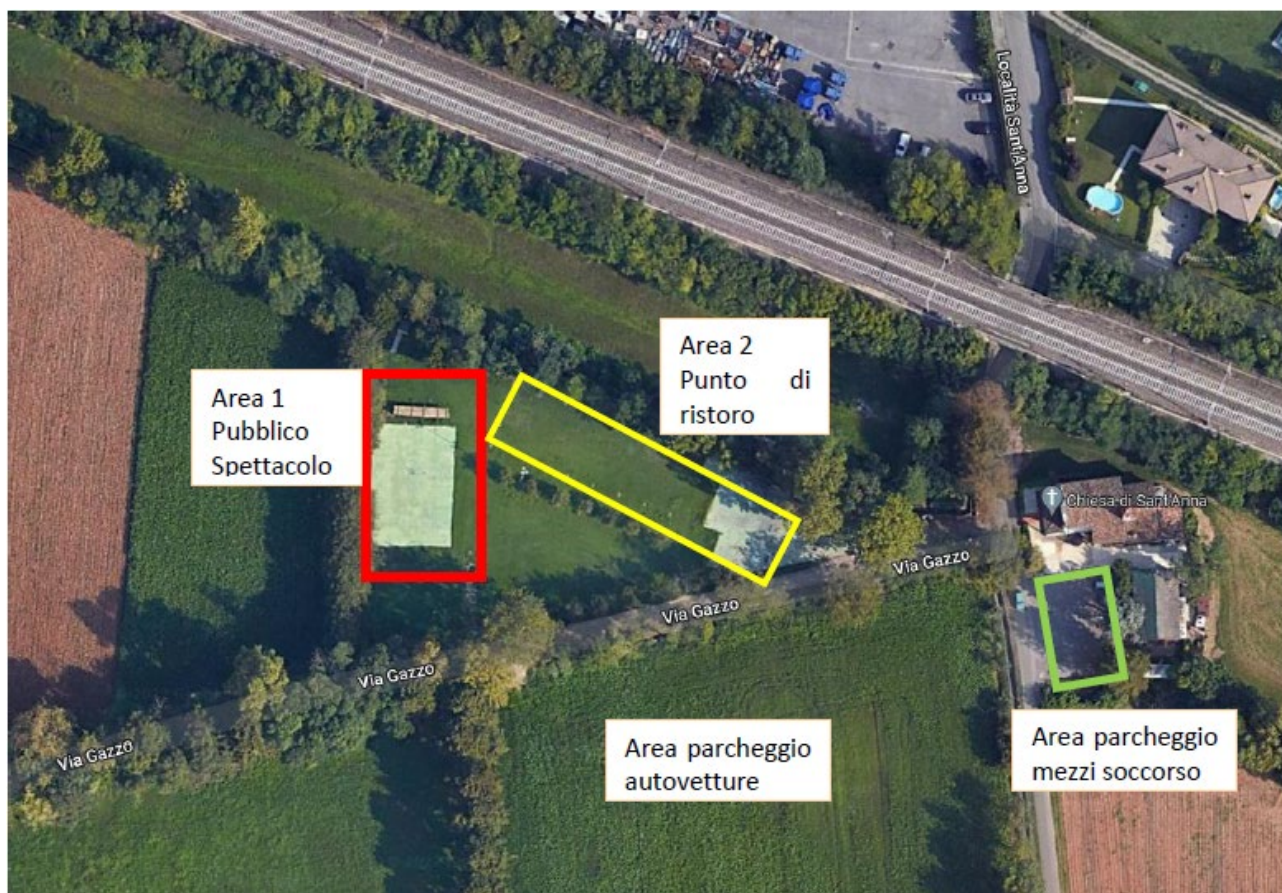 Località Sant'Anna
Area 1
Pubblico
Spettacolo
Area 2
Punto di
ristoro
Chiesa di Sant'Anna
Via Gazzo
Via Gazzo
Via Gazzo
Via Gazzo
Area parcheggio
autovetture
Area parcheggio
mezzi soccorso